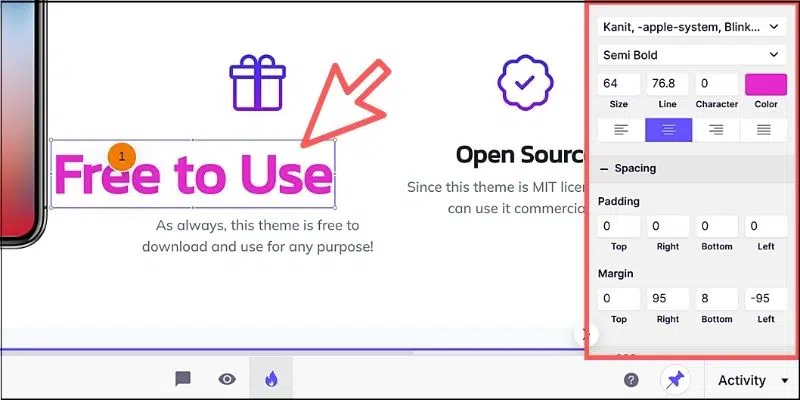 1
Free to Use
As always, this theme is free to
download and use for any purpose!
Open Sourc
Since this theme is MIT licen
can use it commercia
Kanit, -apple-system, Blink...
Semi Bold
64 76.8 0
Size Line Character Color
Spacing
Padding
0 0 0 0
Top Right Bottom Left
Margin
0 95 8 -95
Top Right Bottom Left
Activity